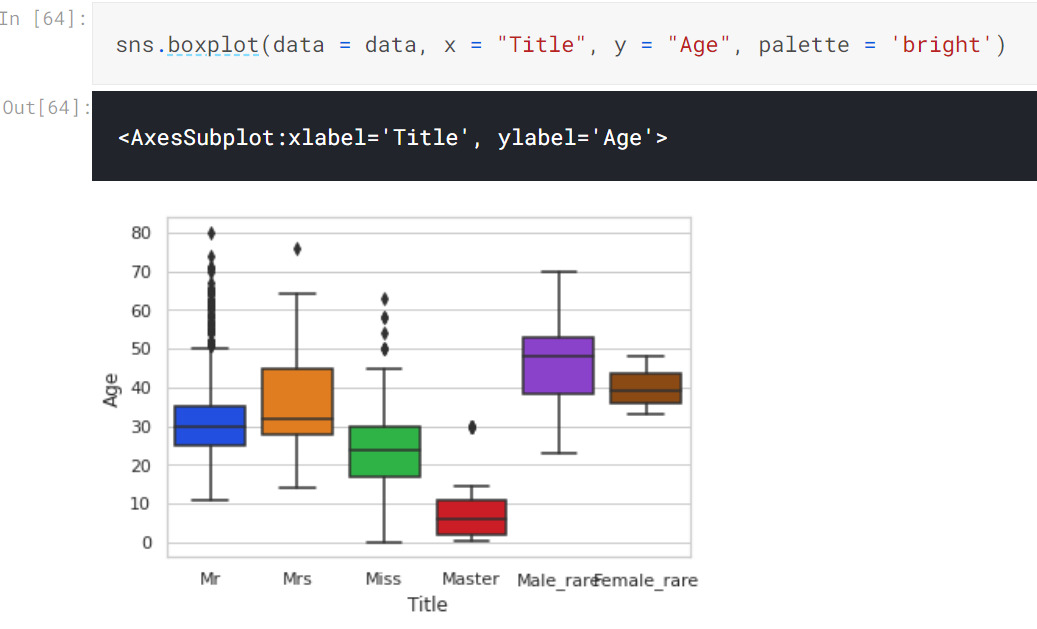 In [64]:
sns.boxplot(data = data, x = "Title", y = "Age", palette = 'bright')
Out[64]:
<AxesSubplot:xlabel='Title', ylabel='Age'>
80
70
60
50
40
30
20
10
0
Age
Mr Mrs Miss Master Male_rare Female_rare
Title